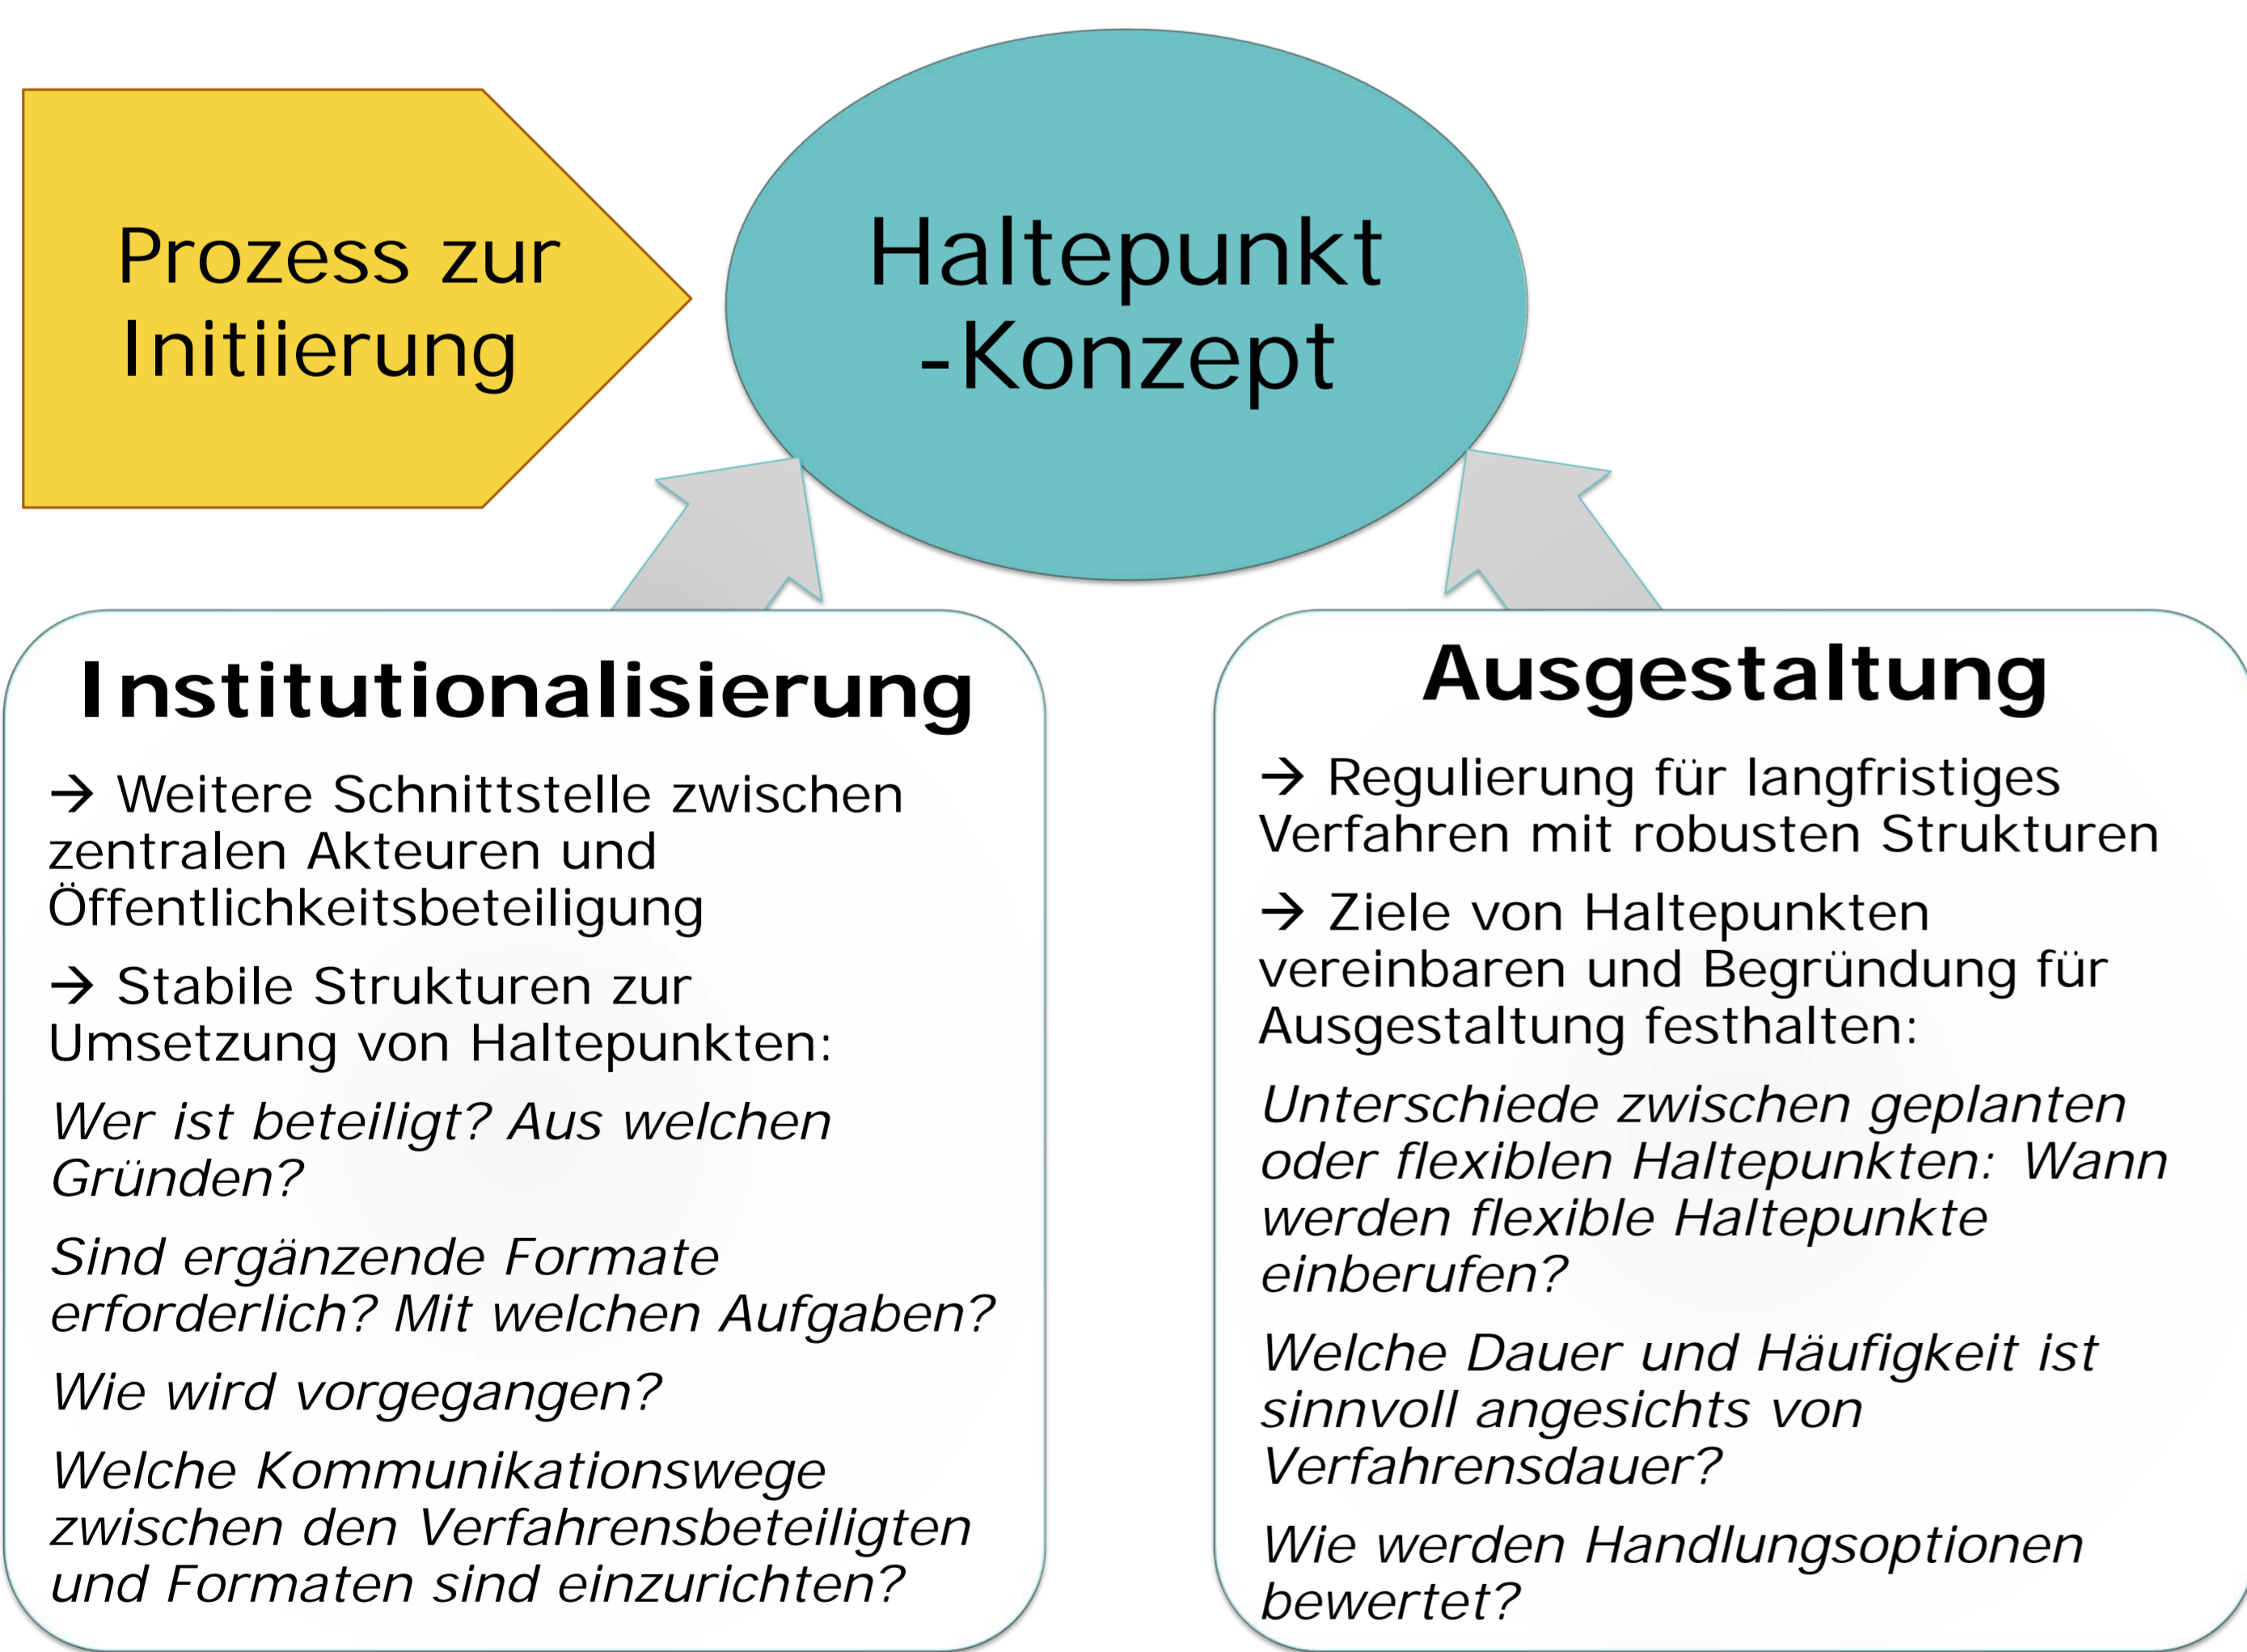 Prozess zur
Initiierung
Haltepunkt
-Konzept
Institutionalisierung
→ Weitere Schnittstelle zwischen
zentralen Akteuren und
Öffentlichkeitsbeteiligung
→ Stabile Strukturen zur
Umsetzung von Haltepunkten:
Wer ist beteiligt? Aus welchen
Gründen?
Sind ergänzende Formate
erforderlich? Mit welchen Aufgaben?
Wie wird vorgegangen?
Welche Kommunikationswege
zwischen den Verfahrensbeteiligten
und Formaten sind einzurichten?
Ausgestaltung
→ Regulierung für langfristiges
Verfahren mit robusten Strukturen
→ Ziele von Haltepunkten
vereinbaren und Begründung für
Ausgestaltung festhalten:
Unterschiede zwischen geplanten
oder flexiblen Haltepunkten: Wann
werden flexible Haltepunkte
einberufen?
Welche Dauer und Häufigkeit ist
sinnvoll angesichts von
Verfahrensdauer?
Wie werden Handlungsoptionen
bewertet?